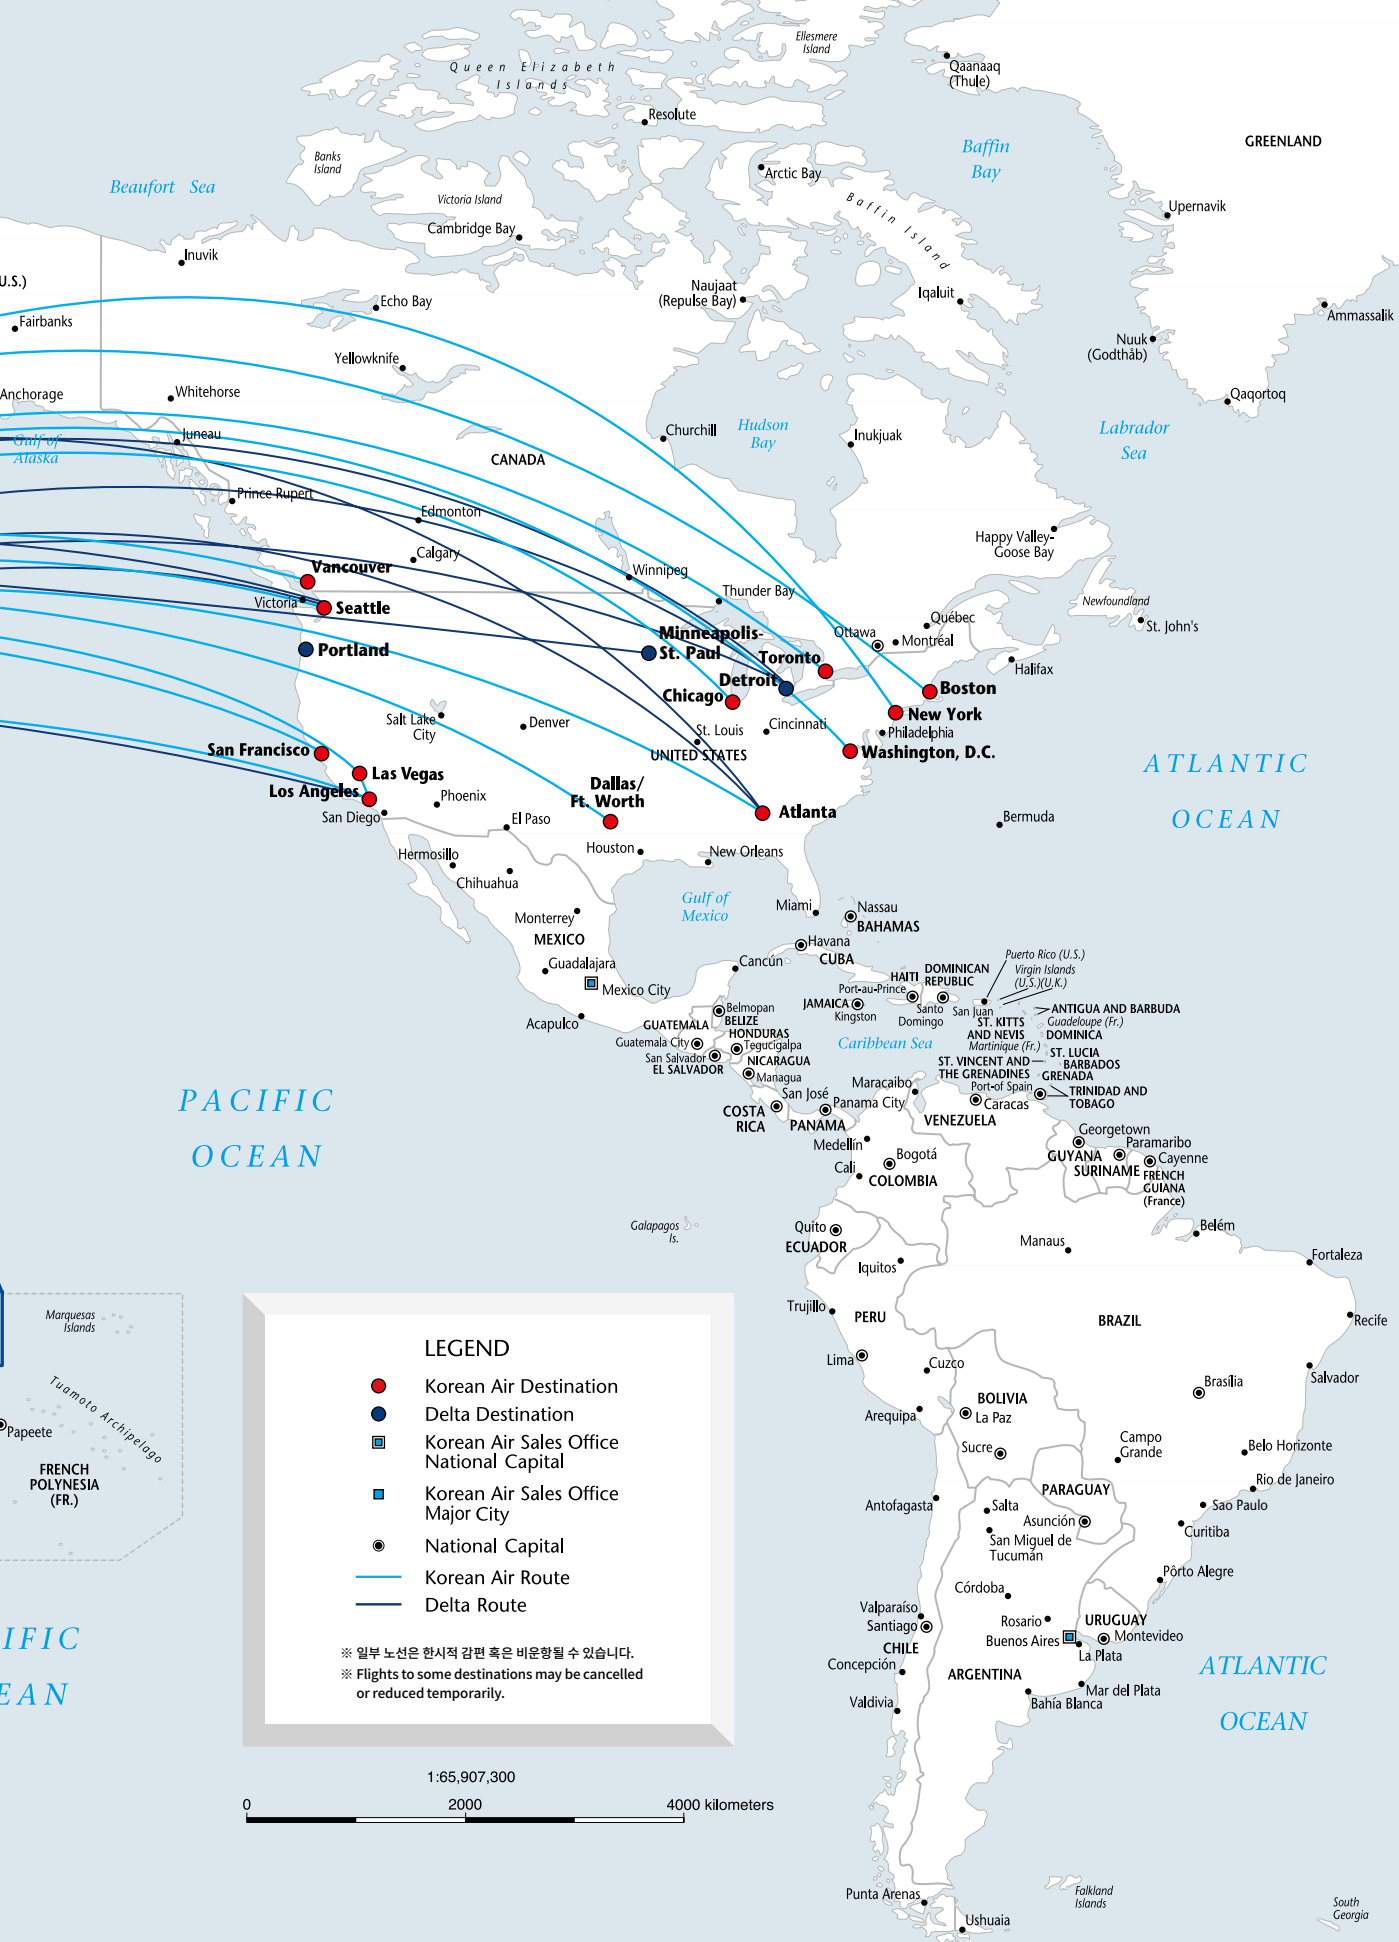 Ellesmere
Island
Queen Elizabeth
Islands
Qaanaaq
(Thule)
Resolute
GREENLAND
Baffin
Bay
Banks
Island
Arctic Bay
Beaufort Sea
Victoria Island
Baffin Island
Upernavik
Cambridge Bay
Inuvik
U.S.)
Naujaat
(Repulse Bay)
Iqaluit
Echo Bay
Fairbanks
Ammassalik
Nuuk
(Godthåb)
Yellowknife
Anchorage
Whitehorse
Qaqortoq
Gulf of
Alaska
Juneau
Churchill
Hudson
Bay
Inukjuak
Labrador
Sea
CANADA
Prince Rupert
Edmonton
Happy Valley-
Goose Bay
Calgary
Vancouver
Winnipeg
Victoria
Seattle
Thunder Bay
Newfoundland
Québec
St. John's
Portland
Minneapolis-
St. Paul
Ottawa
Montréal
Toronto
Halifax
Detroit
Chicago
Boston
Salt Lake
City
Denver
St. Louis
Cincinnati
New York
Philadelphia
San Francisco
UNITED STATES
Washington, D.C.
ATLANTIC
OCEAN
Las Vegas
Los Angeles
Phoenix
Dallas/
Ft. Worth
San Diego
El Paso
Atlanta
Bermuda
Hermosillo
Houston
New Orleans
Chihuahua
Gulf of
Mexico
Miami
Nassau
BAHAMAS
Monterrey
MEXICO
Havana
CUBA
Guadalajara
Cancún
Mexico City
HAITI
DOMINICAN
REPUBLIC
Puerto Rico (U.S.)
Virgin Islands
(U.S.)(U.K.)
Port-au-Prince
Acapulco
Belmopan
BELIZE
JAMAICA
Kingston
Santo
Domingo
San Juan
ANTIGUA AND BARBUDA
ST. KITTS
AND NEVIS
Guadeloupe (Fr.)
DOMINICA
Martinique (Fr.)
GUATEMALA
HONDURAS
Guatemala City
Tegucigalpa
San Salvador
EL SALVADOR
NICARAGUA
Managua
Caribbean Sea
ST. VINCENT AND
THE GRENADINES
ST. LUCIA
BARBADOS
GRENADA
Port-of Spain
TRINIDAD AND
TOBAGO
Maracaibo
San José
Panama City
COSTA
RICA
PANAMA
Caracas
VENEZUELA
PACIFIC
OCEAN
Medellín
Cali
Bogotá
COLOMBIA
Georgetown
GUYANA
Paramaribo
SURINAME
Cayenne
FRENCH
GUIANA
(France)
Galapagos
Is.
Quito
ECUADOR
Manaus
Belém
Iquitos
Fortaleza
Trujillo
PERU
BRAZIL
Recife
Lima
Cuzco
Salvador
Brasília
BOLIVIA
La Paz
Arequipa
Sucre
Campo
Grande
Belo Horizonte
Marquesas
Islands
Tuamoto Archipelago
Papeete
FRENCH
POLYNESIA
(FR.)
Rio de Janeiro
PARAGUAY
Sao Paulo
Antofagasta
Salta
Asunción
San Miguel de
Tucumán
Curitiba
Pôrto Alegre
Córdoba
Valparaíso
Santiago
CHILE
Rosario
URUGUAY
Buenos Aires
Montevideo
La Plata
Concepción
ARGENTINA
Mar del Plata
Bahía Blanca
Valdivia
IFIC
EAN
ATLANTIC
OCEAN
LEGEND
Korean Air Destination
Delta Destination
Korean Air Sales Office
National Capital
Korean Air Sales Office
Major City
National Capital
Korean Air Route
Delta Route
※ 일부 노선은 한시적 감편 혹은 비운항될 수 있습니다.
※ Flights to some destinations may be cancelled
or reduced temporarily.
1:65,907,300
0 2000 4000 kilometers
Punta Arenas
Ushuaia
Falkland
Islands
South
Georgia